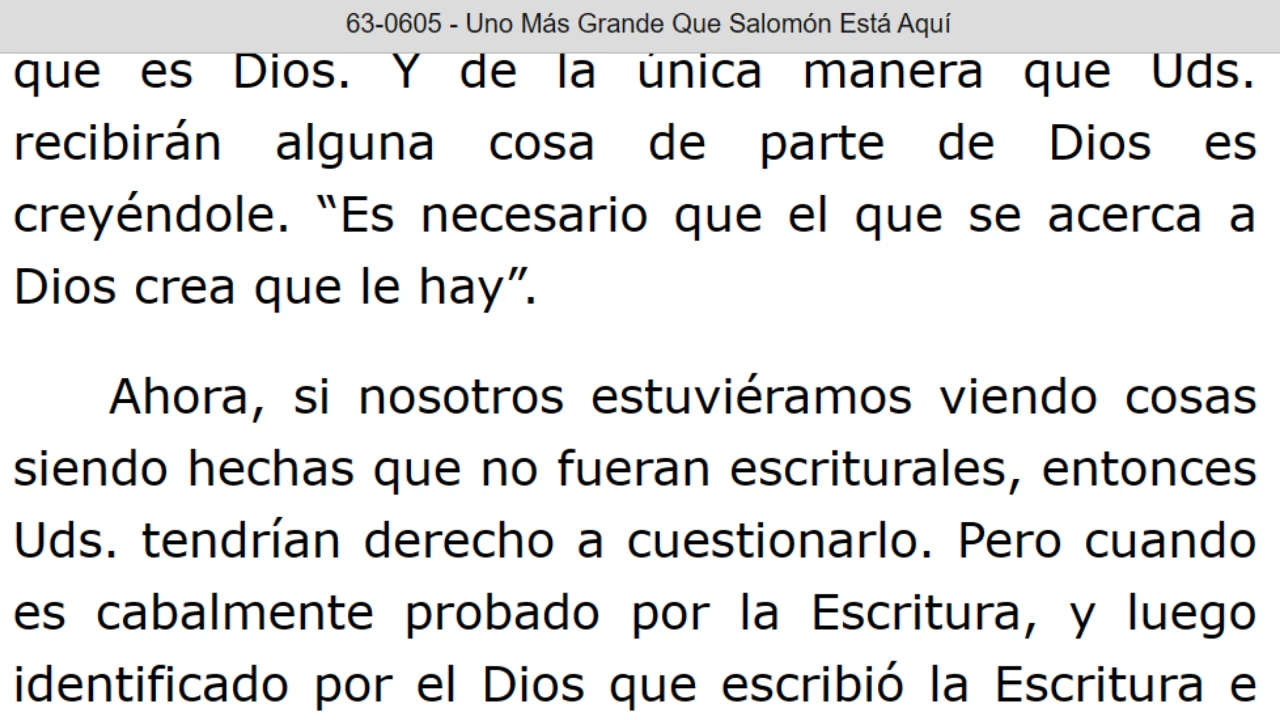 63-0605 - Uno Más Grande Que Salomón Está Aquí
que es Dios. Y de la única manera que Uds.
recibirán alguna cosa de parte de Dios es
creyéndole. “Es necesario que el que se acerca a
Dios crea que le hay”.
Ahora, si nosotros estuviéramos viendo cosas
siendo hechas que no fueran escriturales, entonces
Uds. tendrían derecho a cuestionarlo. Pero cuando
es cabalmente probado por la Escritura, y luego
identificado por el Dios que escribió la Escritura e